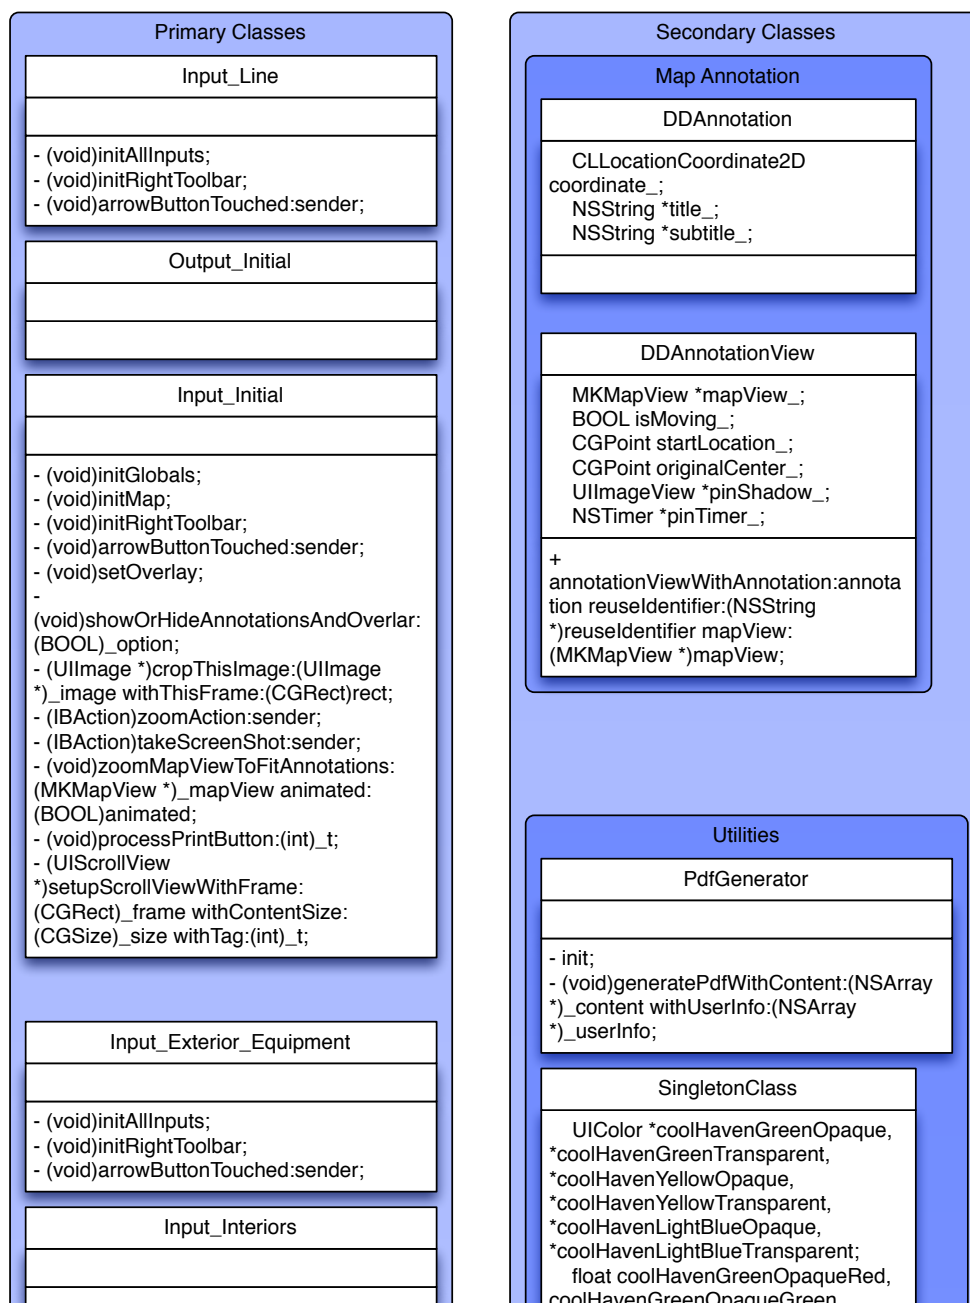 Primary Classes
Input_Line
- (void)initAllInputs;
- (void)initRightToolbar;
- (void)arrowButtonTouched:sender;
Output_Initial
Input_Initial
- (void)initGlobals;
- (void)initMap;
- (void)initRightToolbar;
- (void)arrowButtonTouched:sender;
- (void)setOverlay;
-
(void)showOrHideAnnotationsAndOverlar:
(BOOL)_option;
- (UIImage *)cropThisImage:(UIImage
*)_image withThisFrame:(CGRect)rect;
- (IBAction)zoomAction:sender;
- (IBAction)takeScreenShot:sender;
- (void)zoomMapViewToFitAnnotations:
(MKMapView *)_mapView animated:
(BOOL)animated;
- (void)processPrintButton:(int)_t;
- (UIScrollView
*)setupScrollViewWithFrame:
(CGRect)_frame withContentSize:
(CGSize)_size withTag:(int)_t;
Input_Exterior_Equipment
- (void)initAllInputs;
- (void)initRightToolbar;
- (void)arrowButtonTouched:sender;
Input_Interiors
Secondary Classes
Map Annotation
DDAnnotation
CLLocationCoordinate2D
coordinate_;
NSString *title_;
NSString *subtitle_;
DDAnnotationView
MKMapView *mapView_;
BOOL isMoving_;
CGPoint startLocation_;
CGPoint originalCenter_;
UIImageView *pinShadow_;
NSTimer *pinTimer_;
+
annotationViewWithAnnotation:annota
tion reuseIdentifier:(NSString
*)reuseIdentifier mapView:
(MKMapView *)mapView;
Utilities
PdfGenerator
- init;
- (void)generatePdfWithContent:(NSArray
*)_content withUserInfo:(NSArray
*)_userInfo;
SingletonClass
UIColor *coolHavenGreenOpaque,
*coolHavenGreenTransparent,
*coolHavenYellowOpaque,
*coolHavenYellowTransparent,
*coolHavenLightBlueOpaque,
*coolHavenLightBlueTransparent;
float coolHavenGreenOpaqueRed,
coolHavenGreenOpaqueGreen